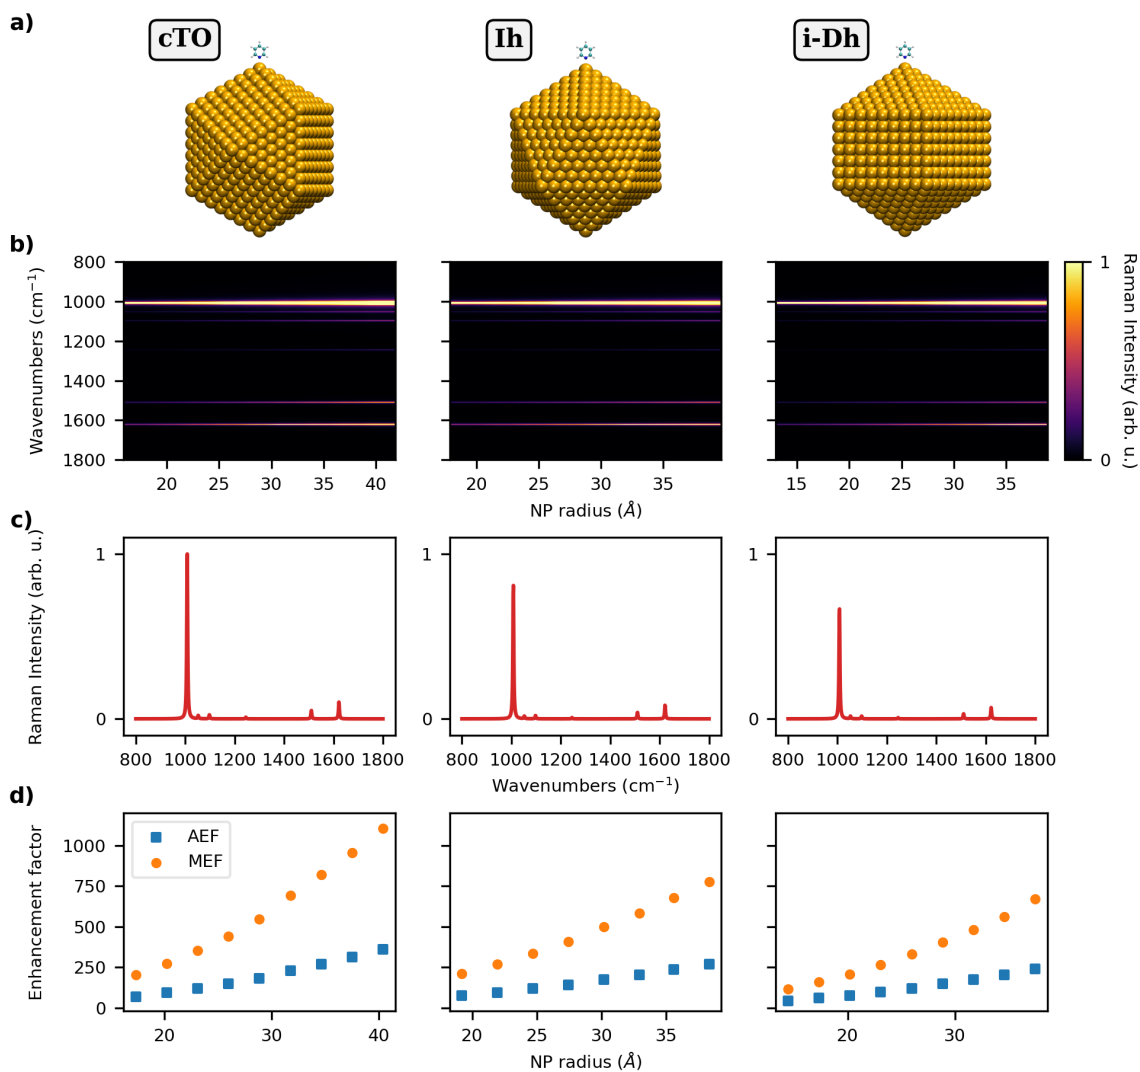 a)
cTO
Ih
i-Dh
b)
Wavenumbers (cm⁻¹)
800
1000
1200
1400
1600
1800
20 25 30 35 40
20 25 30 35
15 20 25 30 35
NP radius (Å)
1
0
Raman Intensity (arb. u.)
c)
Raman Intensity (arb. u.)
1
0
1
0
1
0
800 1000 1200 1400 1600 1800
800 1000 1200 1400 1600 1800
800 1000 1200 1400 1600 1800
Wavenumbers (cm⁻¹)
d)
Enhancement factor
1000
750
500
250
0
AEF
MEF
20 30 40
20 25 30 35
20 30
NP radius (Å)